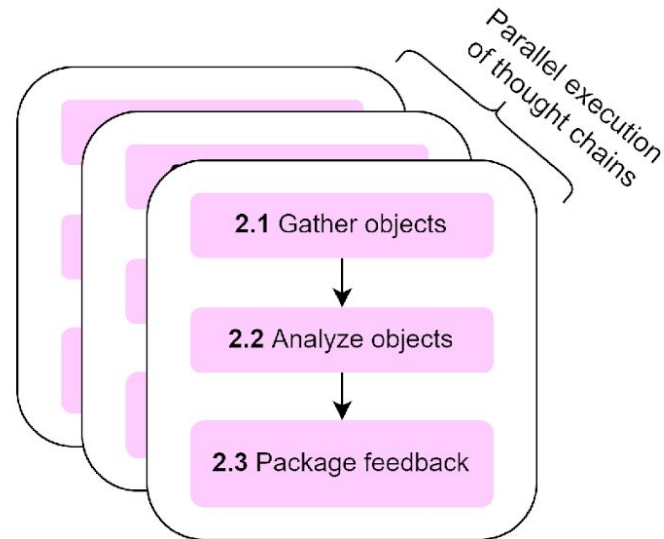 Parallel execution
of thought chains
2.1 Gather objects
2.2 Analyze objects
2.3 Package feedback